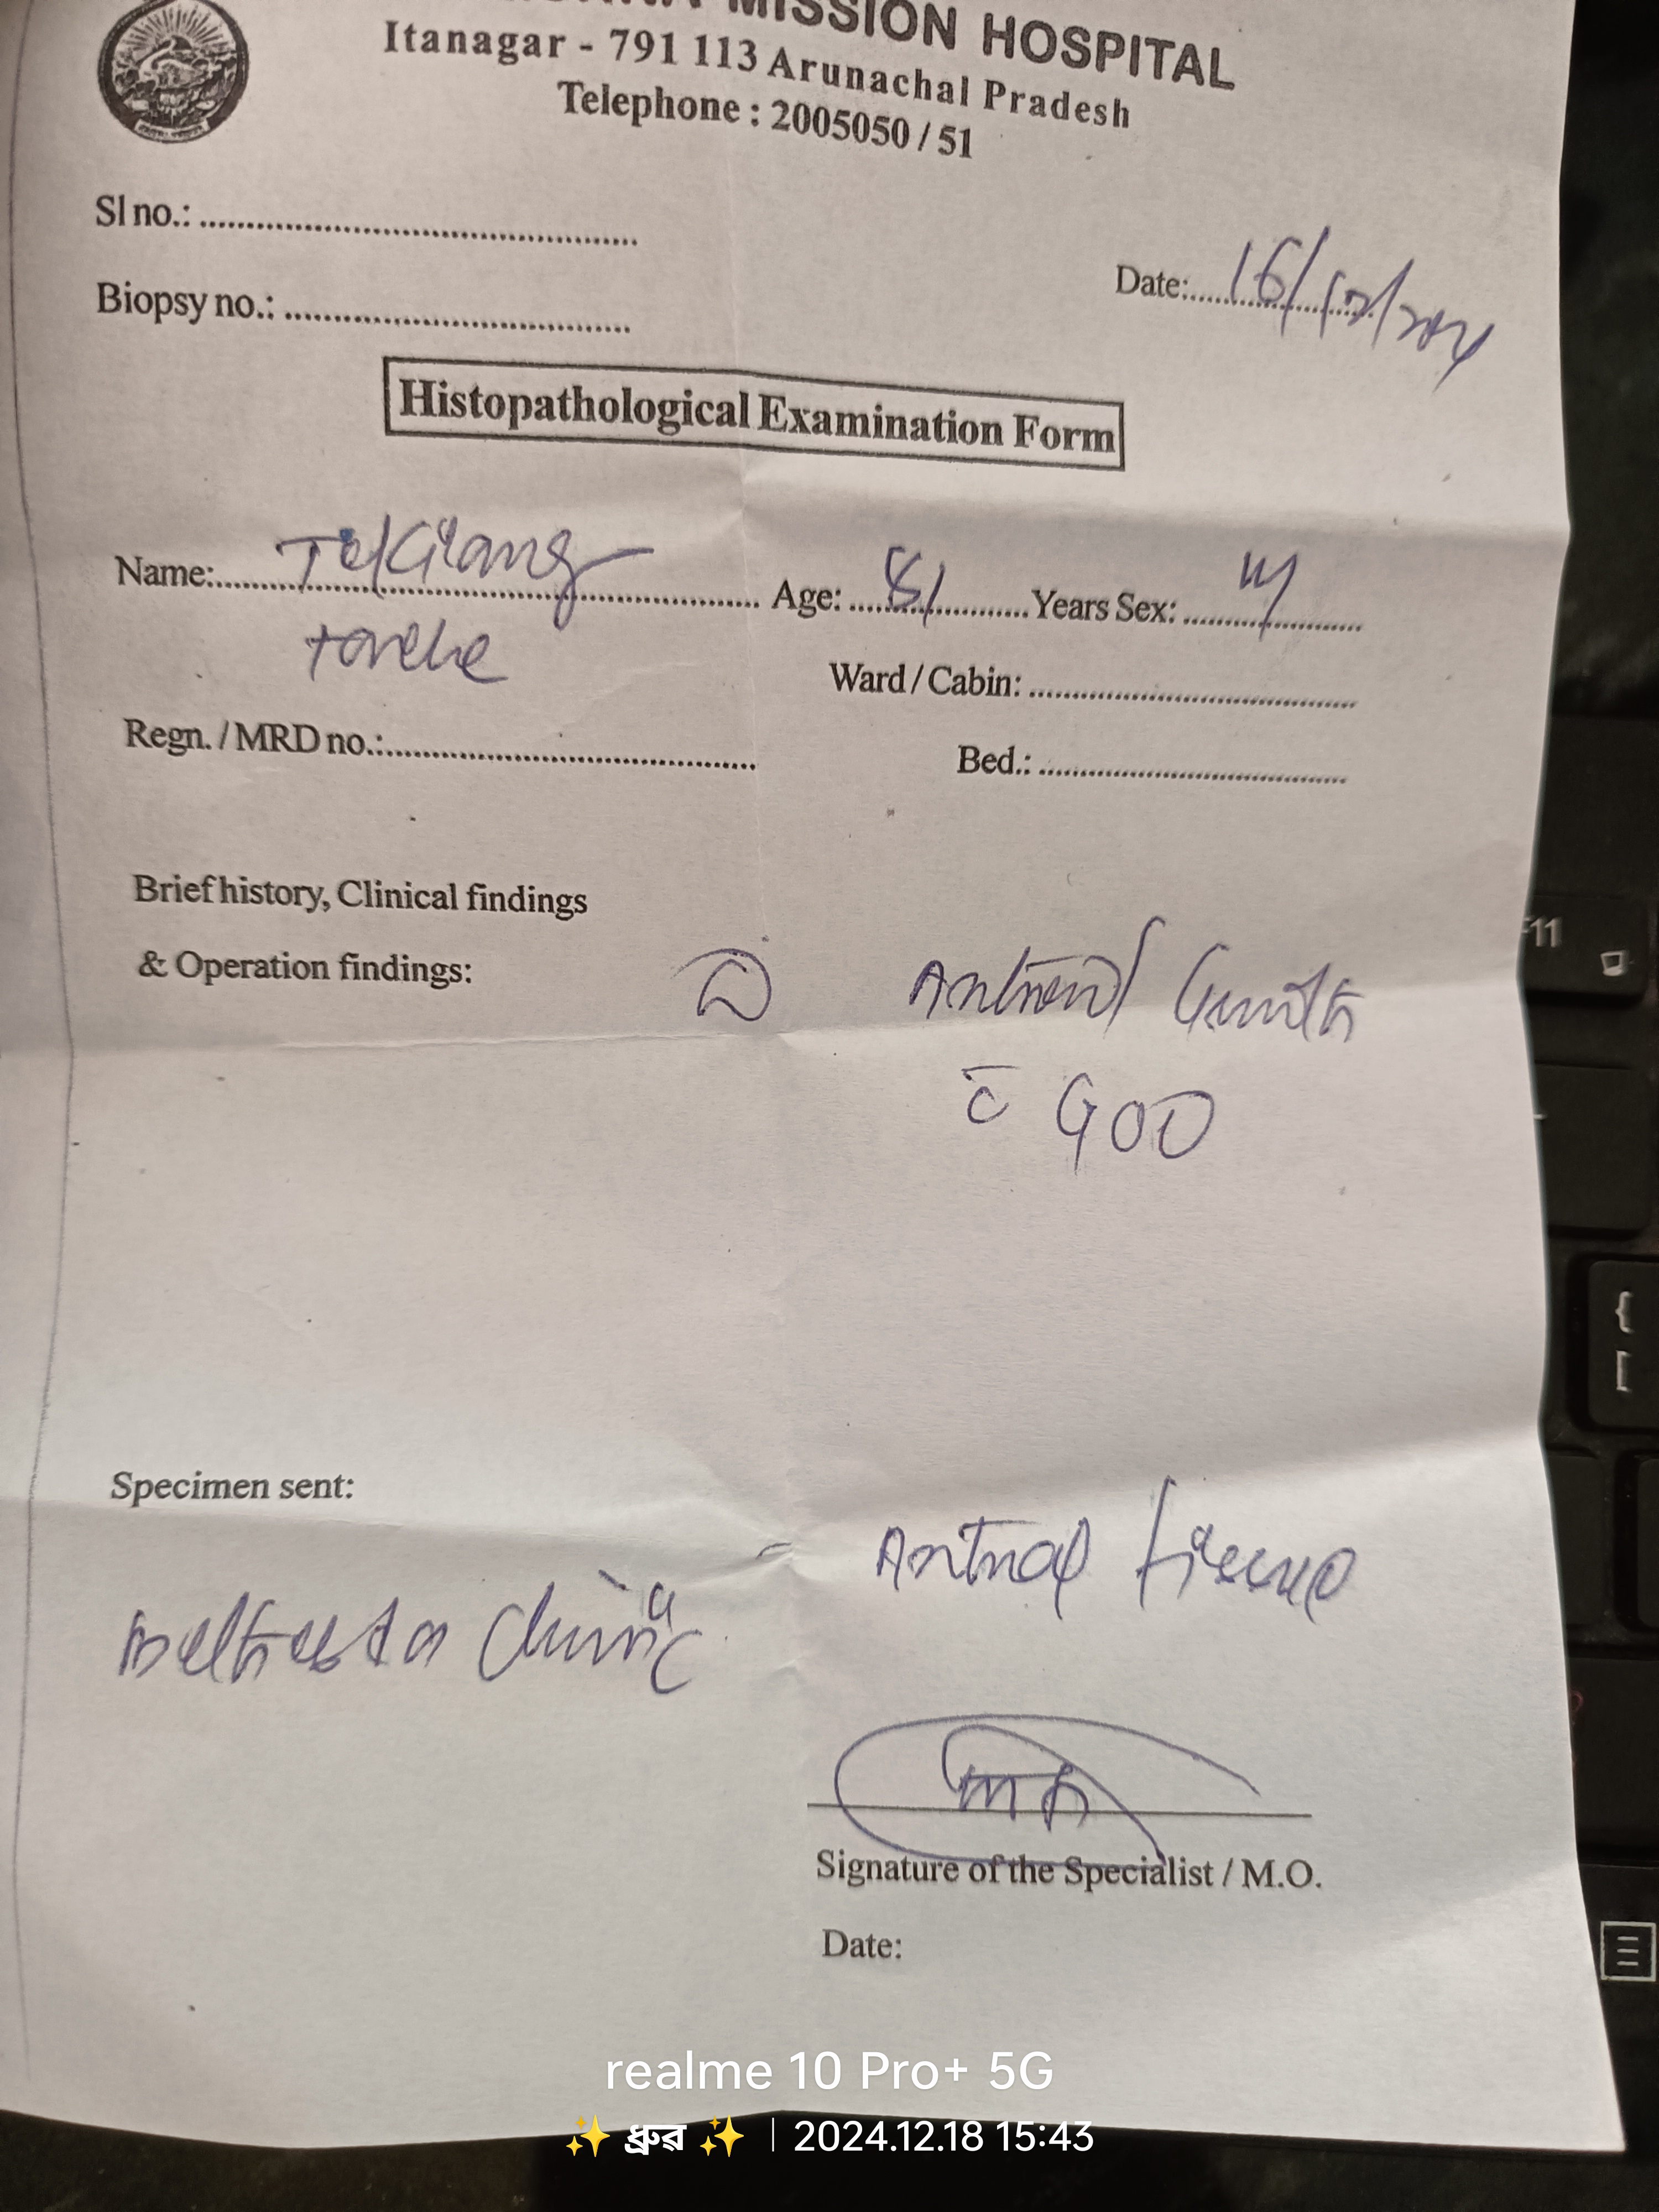 MISSION HOSPITAL
Itanagar - 791 113 Arunachal Pradesh
Telephone : 2005050 / 51
Sl no.:
Biopsy no.:
Date: 16/12/2024
Histopathological Examination Form
Name: Age: 81 Years Sex: M
Ward / Cabin:
Regn. / MRD no.:
Bed.:
Brief history, Clinical findings
& Operation findings:
Antral Growth
c̄ GOO
Specimen sent:
Antral tissue
Clinic
Signature of the Specialist / M.O.
Date:
F11
{
[
realme 10 Pro+ 5G
✨ ধ্ৰুৱ ✨ | 2024.12.18 15:43